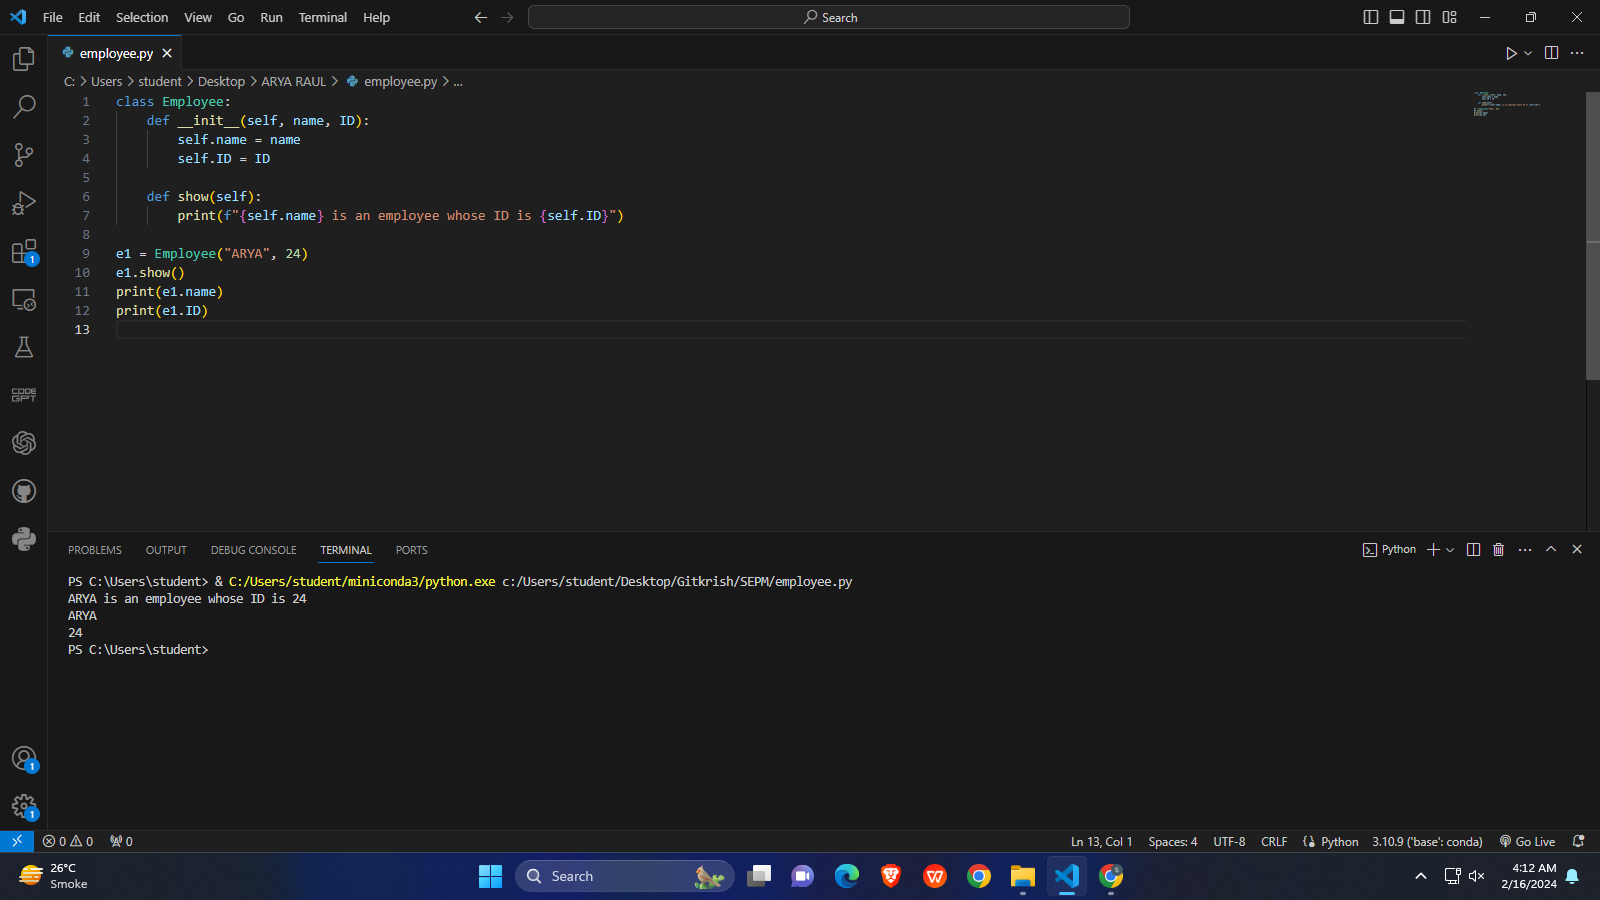 File Edit Selection View Go Run Terminal Help
Search
employee.py
C: > Users > student > Desktop > ARYA RAUL > employee.py > ...
1 class Employee:
2     def __init__(self, name, ID):
3         self.name = name
4         self.ID = ID
5
6     def show(self):
7         print(f"{self.name} is an employee whose ID is {self.ID}")
8
9 e1 = Employee("ARYA", 24)
10 e1.show()
11 print(e1.name)
12 print(e1.ID)
13
1
CODE
GPT
PROBLEMS OUTPUT DEBUG CONSOLE TERMINAL PORTS
Python
PS C:\Users\student> & C:/Users/student/miniconda3/python.exe c:/Users/student/Desktop/Gitkrish/SEPM/employee.py
ARYA is an employee whose ID is 24
ARYA
24
PS C:\Users\student>
1
1
0 0 0
Ln 13, Col 1 Spaces: 4 UTF-8 CRLF Python 3.10.9 ('base': conda) Go Live
26°C
Smoke
Search
4:12 AM
2/16/2024